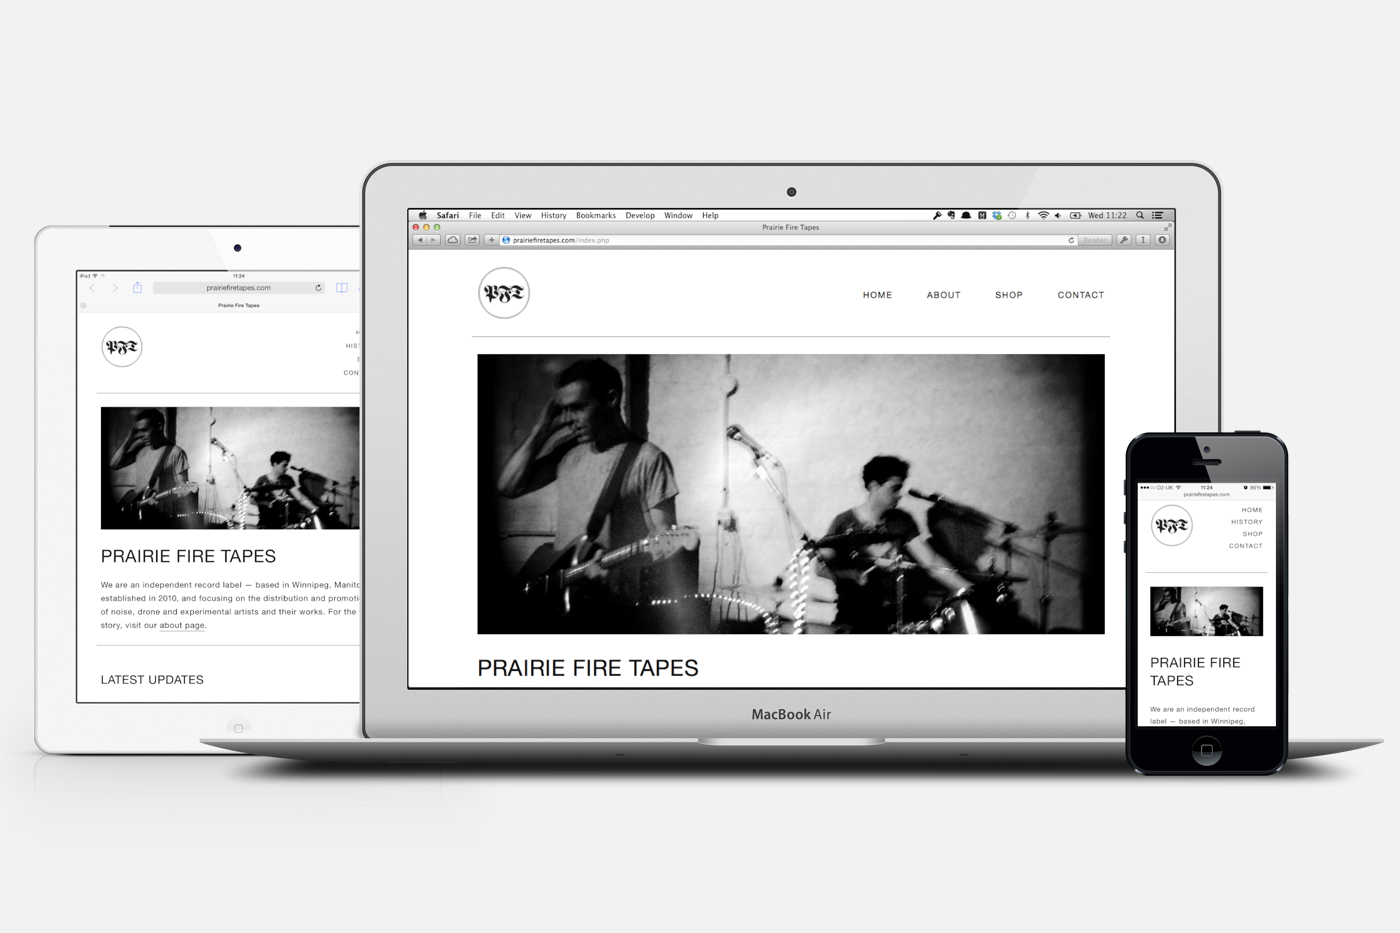 iPad
11:24
prairiefiretapes.com
Prairie Fire Tapes
PFT
H
HIST
S
CON
PRAIRIE FIRE TAPES
We are an independent record label — based in Winnipeg, Manito
established in 2010, and focusing on the distribution and promoti
of noise, drone and experimental artists and their works. For the
story, visit our about page.
LATEST UPDATES
Safari File Edit View History Bookmarks Develop Window Help
Wed 11:22
Prairie Fire Tapes
prairiefiretapes.com/index.php
Reader
PFT
HOME ABOUT SHOP CONTACT
PRAIRIE FIRE TAPES
MacBook Air
O2-UK 11:24 86%
prairiefiretapes.com
PFT
HOME
HISTORY
SHOP
CONTACT
PRAIRIE FIRE
TAPES
We are an independent record
label — based in Winnipeg,